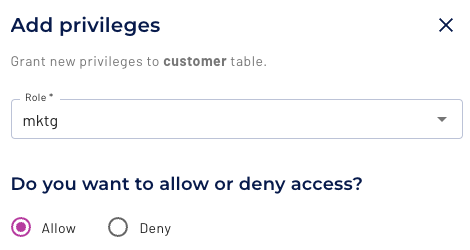 Add privileges
Grant new privileges to customer table.
Role *
mktg
Do you want to allow or deny access?
Allow Deny